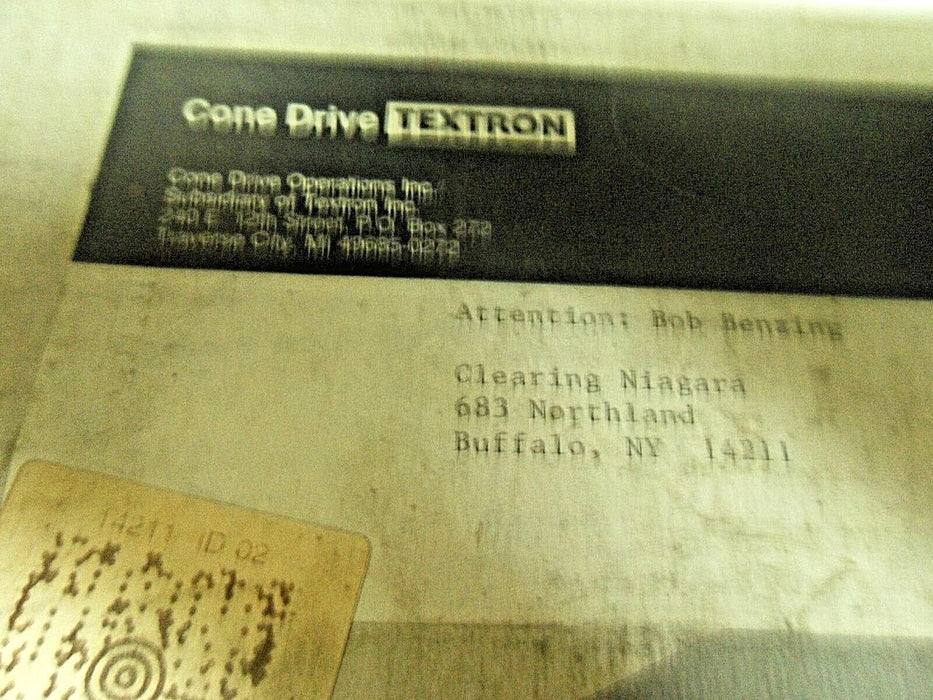 Cone Drive TEXTRON
Cone Drive Operations Inc.
Subsidiary of Textron Inc.
240 E. 12th Street, P.O. Box 272
Traverse City, MI 49685-0272
Attention: Bob Benzing
Clearing Niagara
683 Northland
Buffalo, NY 14211
14211 ID 02